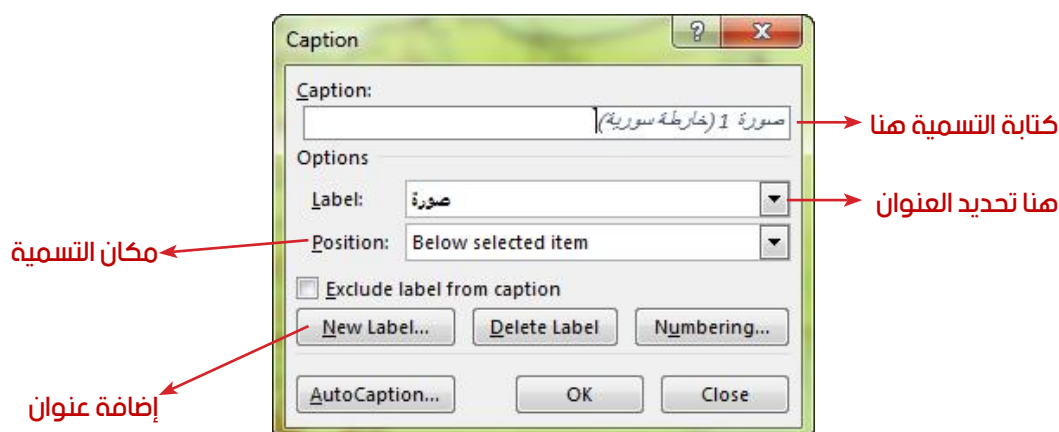 Caption
Caption:
صورة 1 (خارطة سورية)
كتابة التسمية هنا
Options
Label:
صورة
هنا تحديد العنوان
Position:
Below selected item
مكان التسمية
Exclude label from caption
New Label...
Delete Label
Numbering...
إضافة عنوان
AutoCaption...
OK
Close